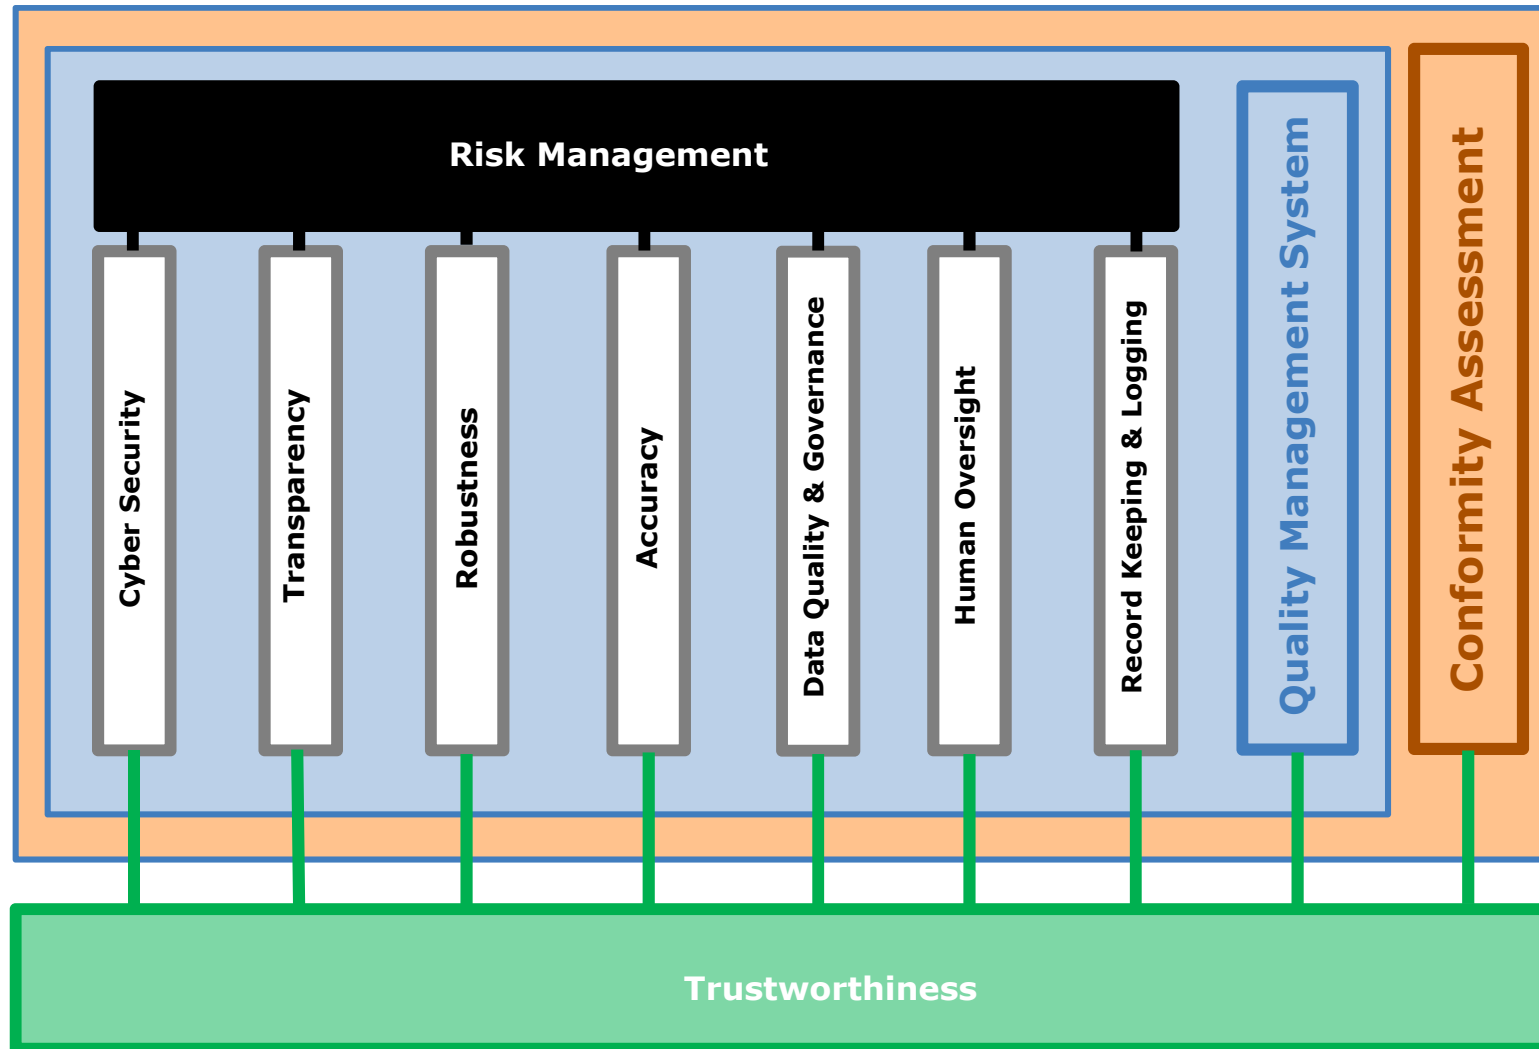 Risk Management
Cyber Security
Transparency
Robustness
Accuracy
Data Quality & Governance
Human Oversight
Record Keeping & Logging
Quality Management System
Conformity Assessment
Trustworthiness